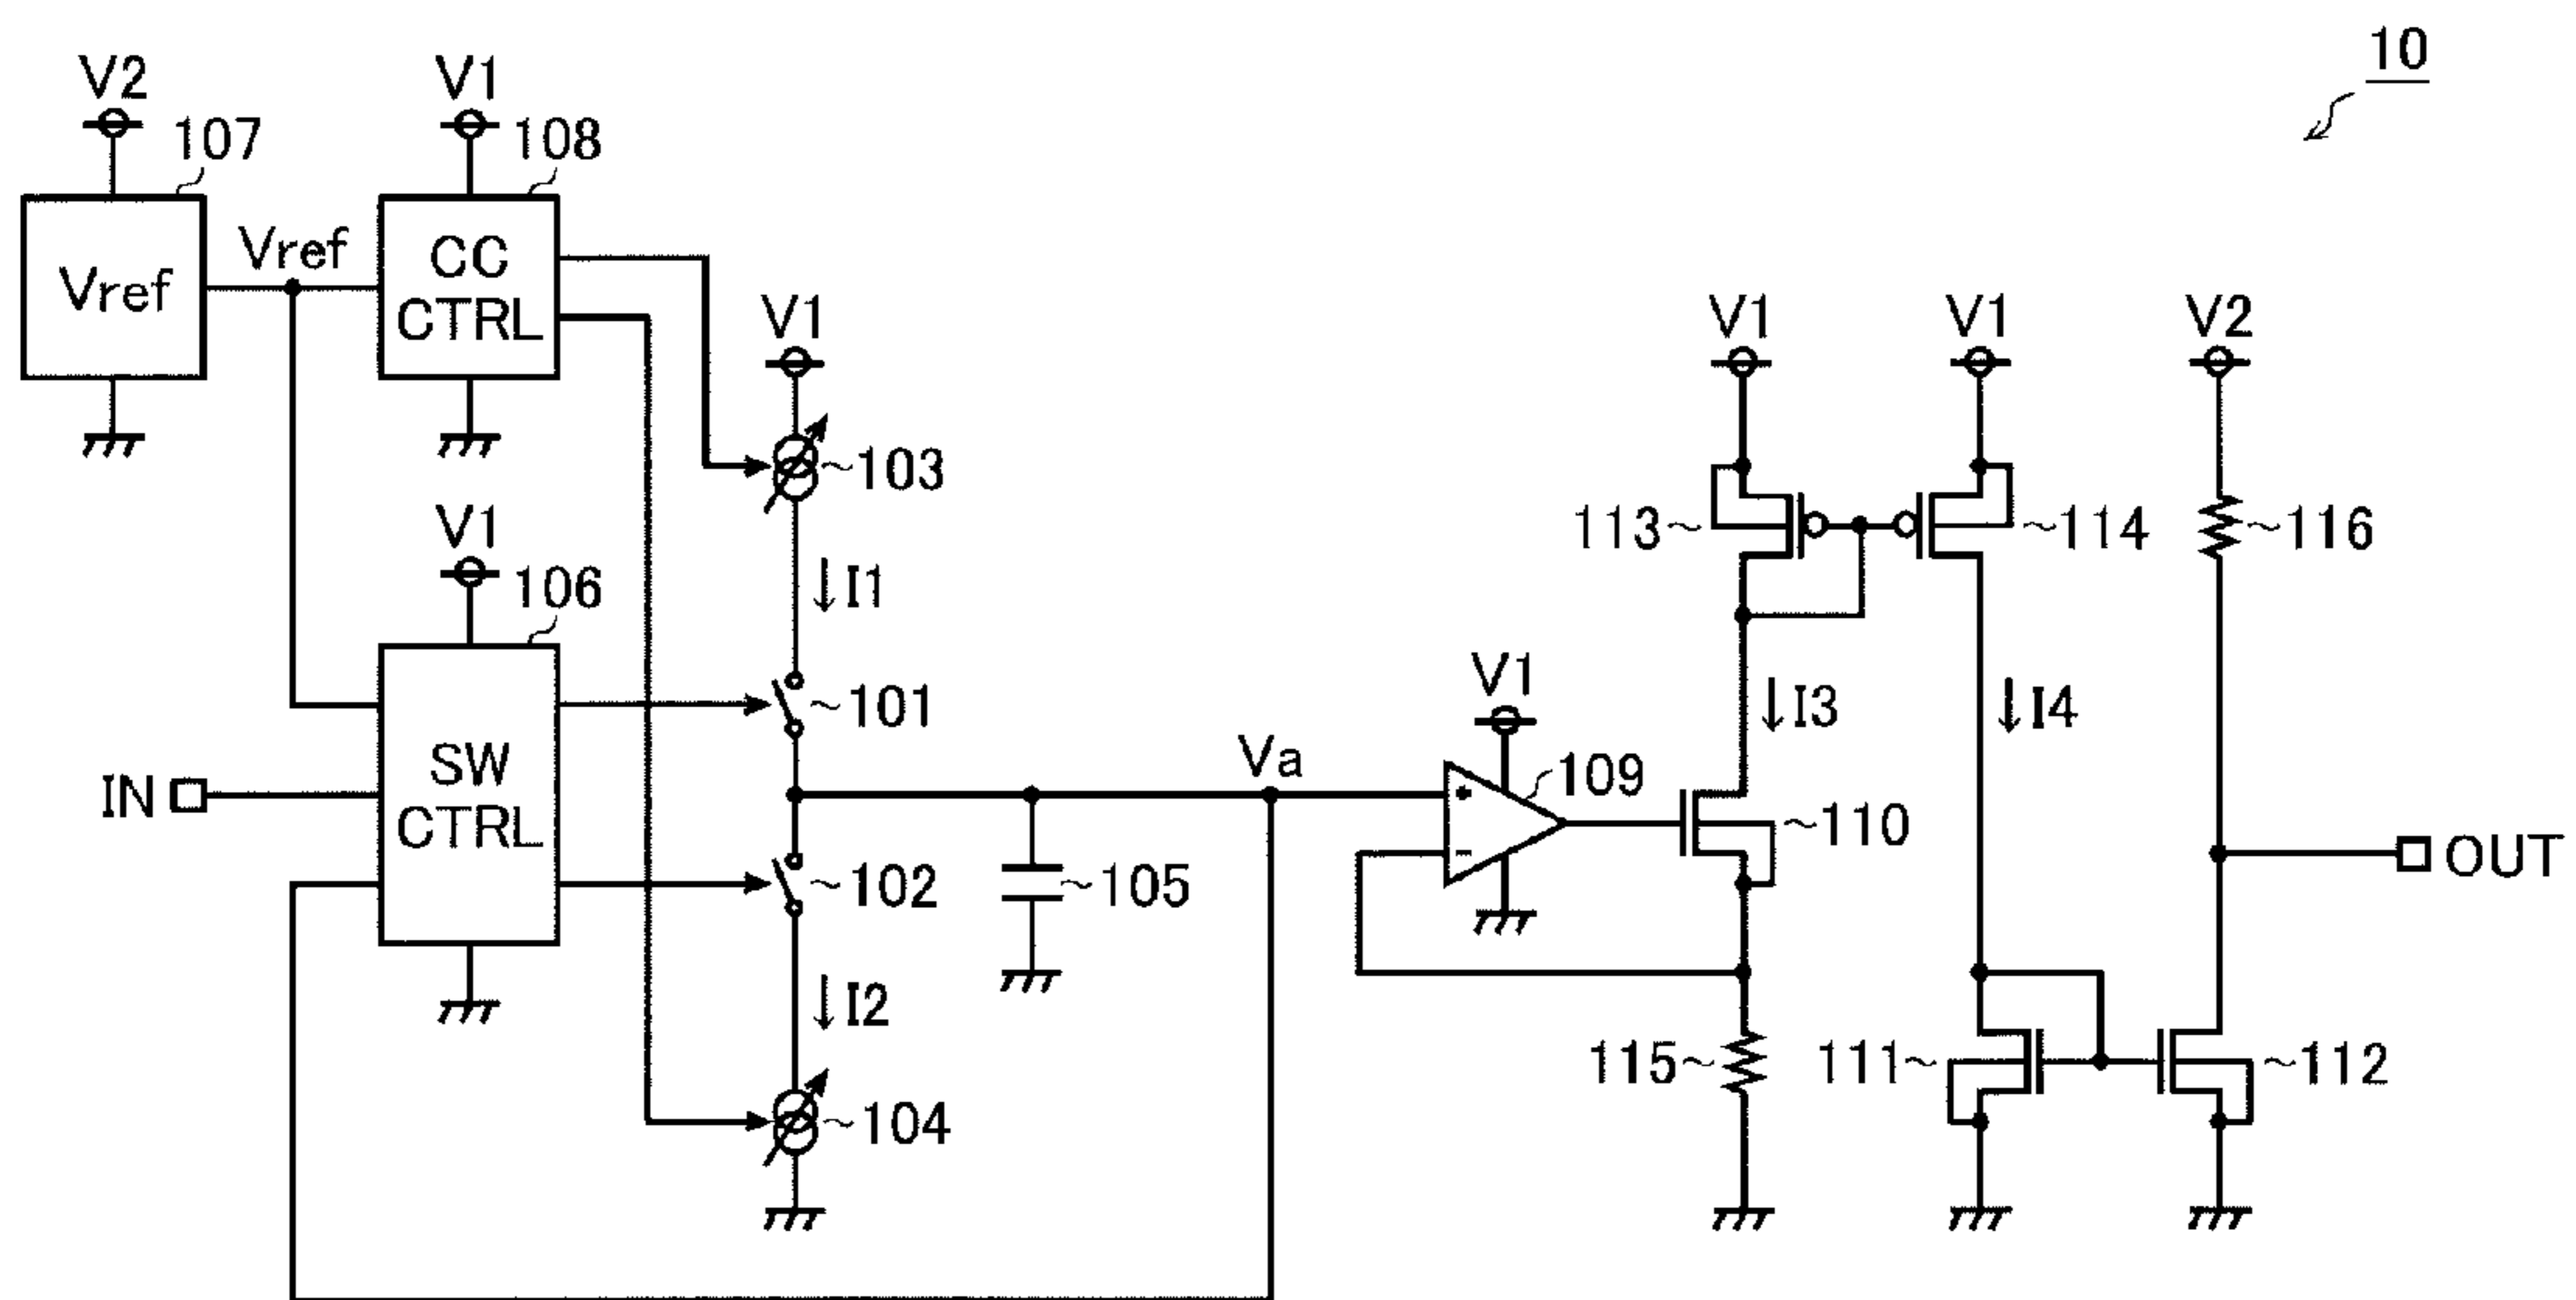 10
V2
V1
107
108
Vref
Vref
CC
CTRL
V1
V1
V1
V2
103
113
114
116
V1
106
I1
101
V1
I3
I4
SW
CTRL
IN
Va
109
110
OUT
102
105
I2
104
115
111
112